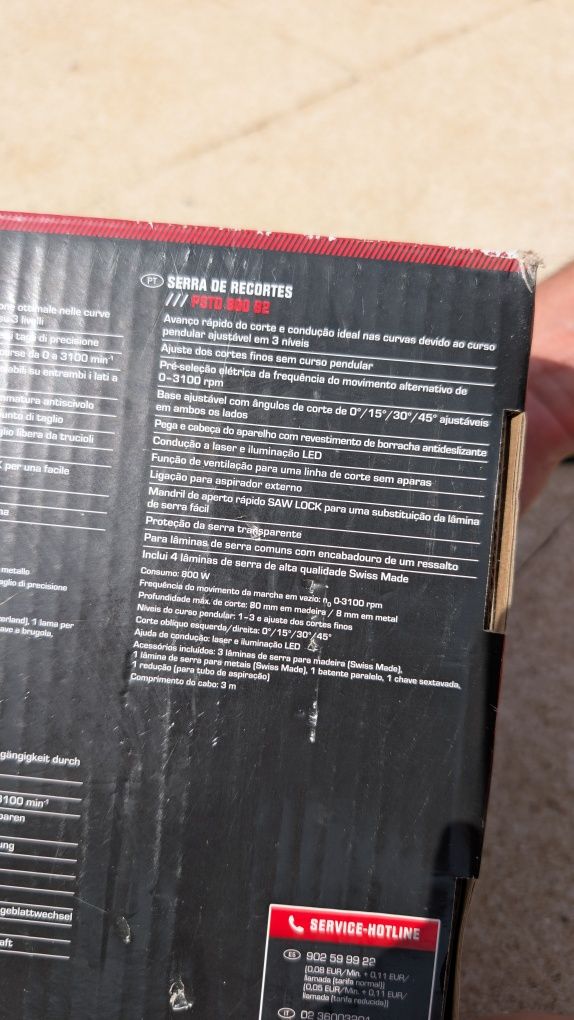 PT SERRA DE RECORTES
/// PSTD 800 G2
Avanço rápido do corte e condução ideal nas curvas devido ao curso
pendular ajustável em 3 níveis
Ajuste dos cortes finos sem curso pendular
Pré-seleção elétrica da frequência do movimento alternativo de
0–3100 rpm
Base ajustável com ângulos de corte de 0°/15°/30°/45° ajustáveis
em ambos os lados
Pega e cabeça do aparelho com revestimento de borracha antideslizante
Condução a laser e iluminação LED
Função de ventilação para uma linha de corte sem aparas
Ligação para aspirador externo
Mandril de aperto rápido SAW LOCK para uma substituição da lâmina
de serra fácil
Proteção da serra transparente
Para lâminas de serra comuns com encabadouro de um ressalto
Inclui 4 lâminas de serra de alta qualidade Swiss Made
Consumo: 800 W
Frequência do movimento da marcha em vazio: n0 0-3100 rpm
Profundidade máx. de corte: 80 mm em madeira / 8 mm em metal
Níveis do curso pendular: 1–3 e ajuste dos cortes finos
Corte oblíquo esquerda/direita: 0°/15°/30°/45°
Ajuda de condução: laser e iluminação LED
Acessórios incluídos: 3 lâminas de serra para madeira (Swiss Made),
1 lâmina de serra para metais (Swiss Made), 1 batente paralelo, 1 chave sextavada,
1 redução (para tubo de aspiração)
Comprimento do cabo: 3 m
one ottimale nelle curve
su 3 livelli
i tagli di precisione
corse da 0 a 3100 min-¹
abili su entrambi i lati a
mmatura antiscivolo
unto di taglio
glio libera da trucioli
K per una facile
na
metallo
aglio di precisione
zerland), 1 lama per
ave a brugola,
gängigkeit durch
3100 min-¹
baren
ung
geblattwechsel
aft
SERVICE-HOTLINE
ES 902 59 99 22
(0,08 EUR/Min. + 0,11 EUR/
llamada (tarifa normal))
(0,05 EUR/Min. + 0,11 EUR/
llamada (tarifa reducida))
IT 02 36003201